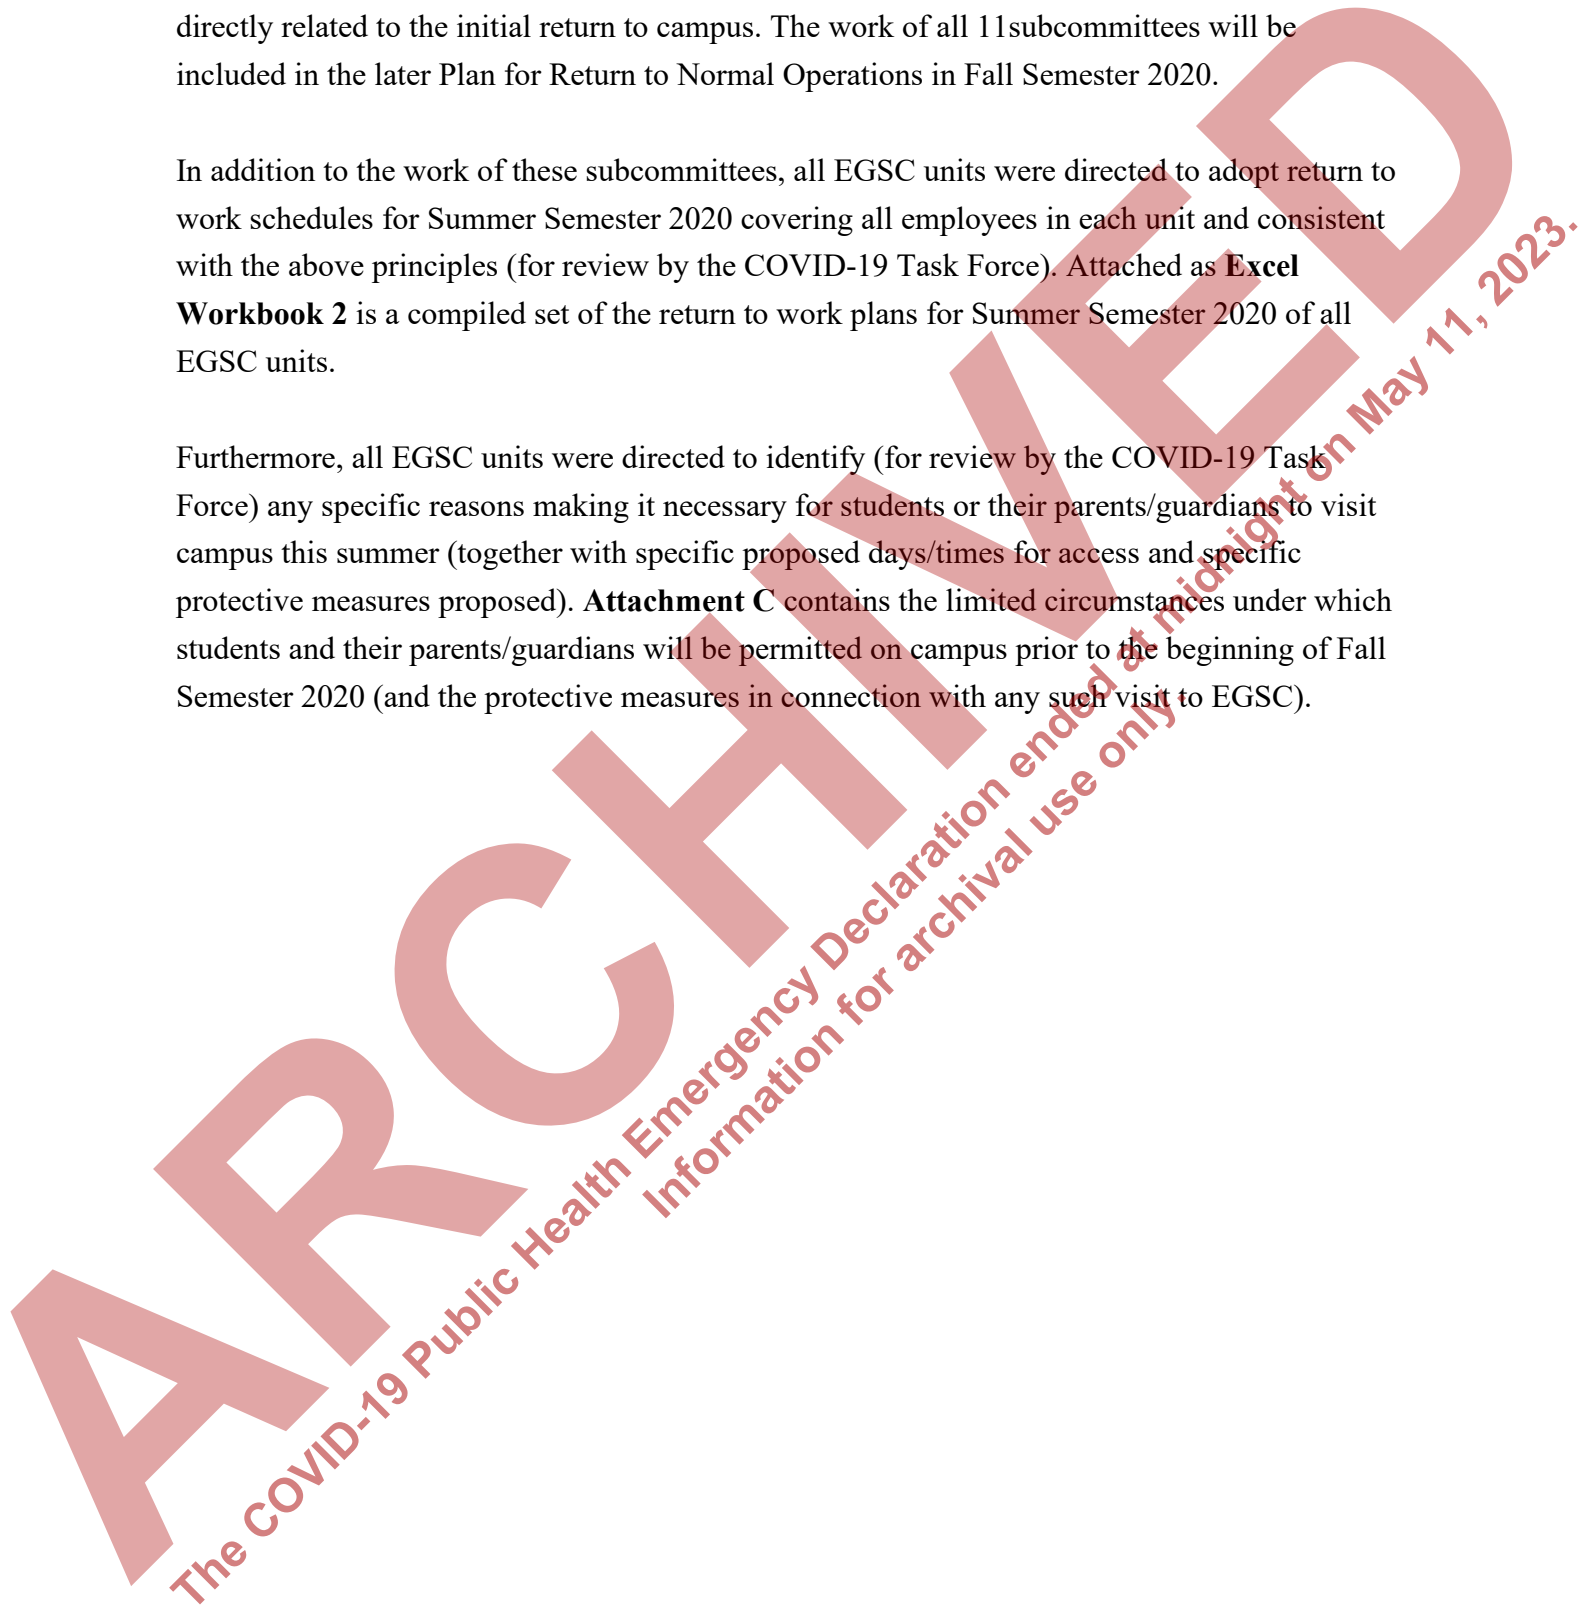 directly related to the initial return to campus. The work of all 11subcommittees will be
included in the later Plan for Return to Normal Operations in Fall Semester 2020.
In addition to the work of these subcommittees, all EGSC units were directed to adopt return to
work schedules for Summer Semester 2020 covering all employees in each unit and consistent
with the above principles (for review by the COVID-19 Task Force). Attached as Excel
Workbook 2 is a compiled set of the return to work plans for Summer Semester 2020 of all
EGSC units.
Furthermore, all EGSC units were directed to identify (for review by the COVID-19 Task
Force) any specific reasons making it necessary for students or their parents/guardians to visit
campus this summer (together with specific proposed days/times for access and specific
protective measures proposed). Attachment C contains the limited circumstances under which
students and their parents/guardians will be permitted on campus prior to the beginning of Fall
Semester 2020 (and the protective measures in connection with any such visit to EGSC).
ARCHIVED
The COVID-19 Public Health Emergency Declaration ended at midnight on May 11, 2023.
Information for archival use only.